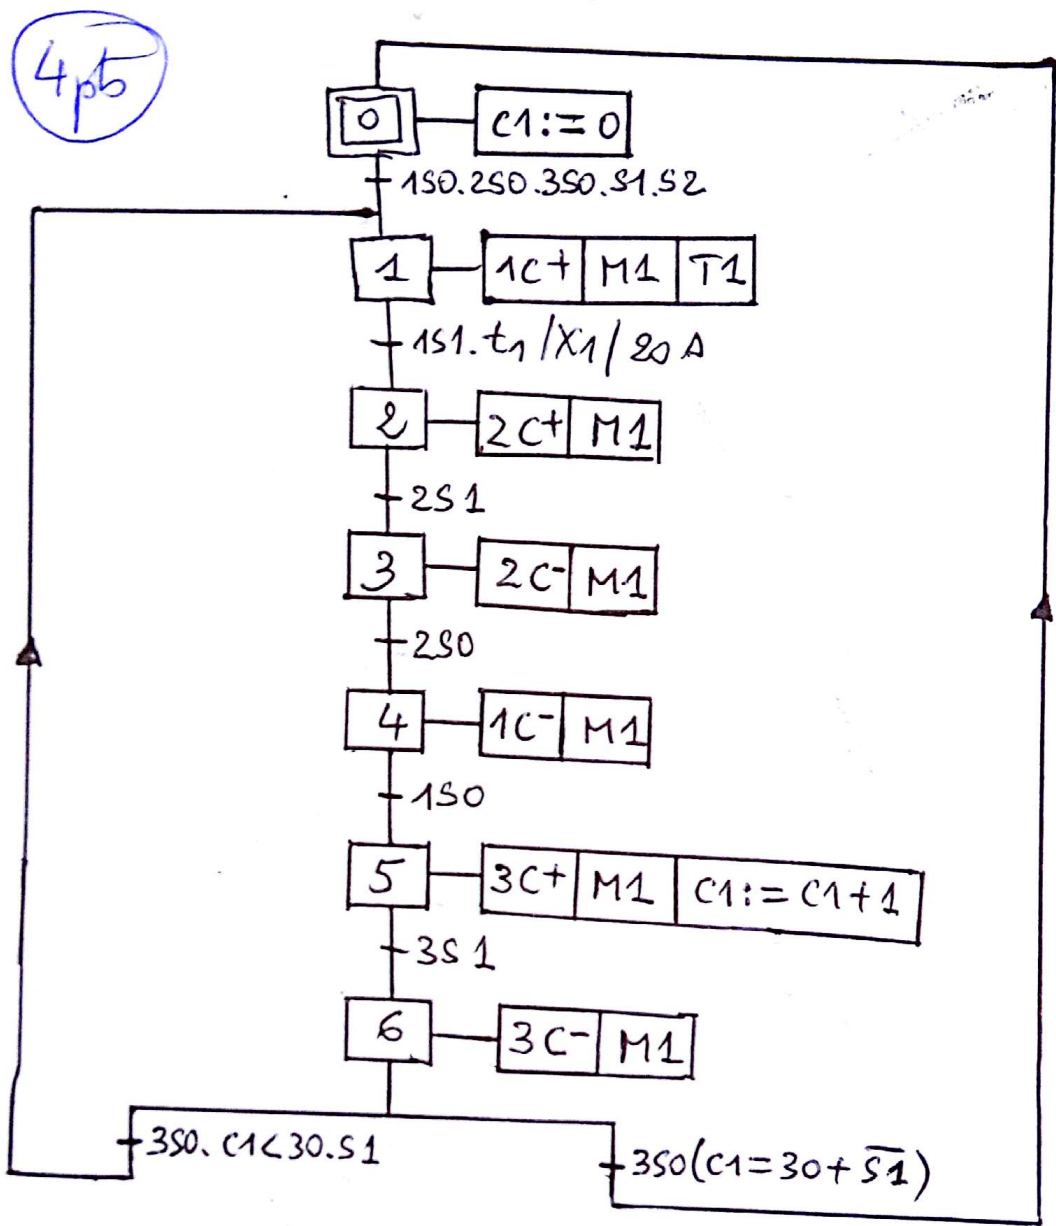 4pts
0 C1:=0
1S0.2S0.3S0.S1.S2
1 1C+ M1 T1
1S1.t1/X1/20s
2 2C+ M1
2S1
3 2C- M1
2S0
4 1C- M1
1S0
5 3C+ M1 C1:=C1+1
3S1
6 3C- M1
3S0.C1<30.S1
3S0(C1=30+S̅1̅)